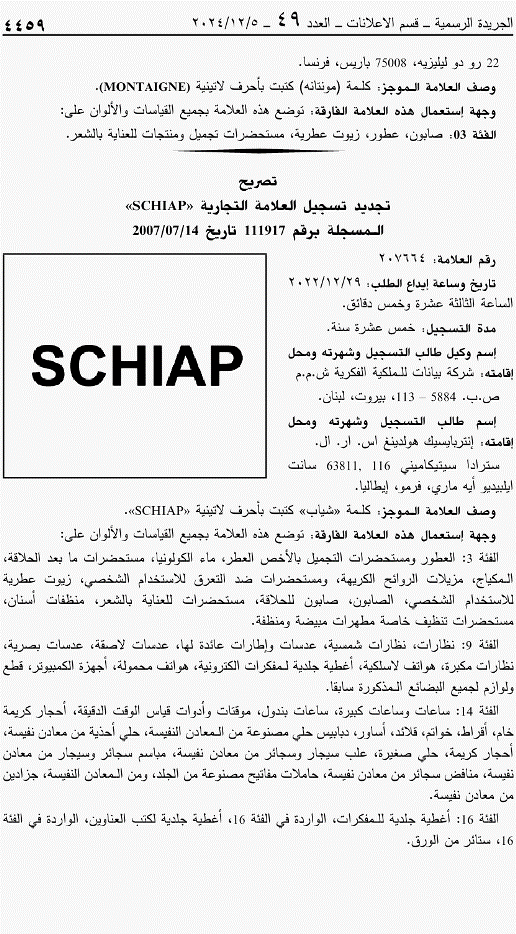 الجريدة الرسمية – قسم الاعلانات – العدد ٤٩ – ٢٠٢٤/١٢/٥
٤٤٥٩
22 رو دو ليليزيه، 75008 باريس، فرنسا.
وصف العلامة الموجز: كلمة (مونتانه) كتبت بأحرف لاتينية (MONTAIGNE).
وجهة إستعمال هذه العلامة الفارقة: توضع هذه العلامة بجميع القياسات والألوان على:
الفئة 03: صابون، عطور، زيوت عطرية، مستحضرات تجميل ومنتجات للعناية بالشعر.
تصريح
تجديد تسجيل العلامة التجارية «SCHIAP»
المسجلة برقم 111917 تاريخ 2007/07/14
رقم العلامة: ٢٠٧٦٦٤
تاريخ وساعة إيداع الطلب: ٢٠٢٢/١٢/٢٩
الساعة الثالثة عشرة وخمس دقائق.
مدة التسجيل: خمس عشرة سنة.
إسم وكيل طالب التسجيل وشهرته ومحل
إقامته: شركة بيانات للملكية الفكرية ش.م.م
ص.ب. 5884 – 113، بيروت، لبنان.
إسم طالب التسجيل وشهرته ومحل
إقامته: إنتربايسيك هولدينغ اس. ار. ال.
سترادا سيتيكاميني 116 ,63811 سانت
ايلبيديو أيه ماري، فرمو، إيطاليا.
SCHIAP
وصف العلامة الموجز: كلمة «شياب» كتبت بأحرف لاتينية «SCHIAP».
وجهة إستعمال هذه العلامة الفارقة: توضع هذه العلامة بجميع القياسات والألوان على:
الفئة 3: العطور ومستحضرات التجميل بالأخص العطر، ماء الكولونيا، مستحضرات ما بعد الحلاقة،
المكياج، مزيلات الروائح الكريهة، ومستحضرات ضد التعرق للاستخدام الشخصي، زيوت عطرية
للاستخدام الشخصي، الصابون، صابون للحلاقة، مستحضرات للعناية بالشعر، منظفات أسنان،
مستحضرات تنظيف خاصة مطهرات مبيضة ومنظفة.
الفئة 9: نظارات، نظارات شمسية، عدسات وإطارات عائدة لها، عدسات لاصقة، عدسات بصرية،
نظارات مكبرة، هواتف لاسلكية، أغطية جلدية لمفكرات الكترونية، هواتف محمولة، أجهزة الكمبيوتر، قطع
ولوازم لجميع البضائع المذكورة سابقا.
الفئة 14: ساعات وساعات كبيرة، ساعات بندول، موقتات وأدوات قياس الوقت الدقيقة، أحجار كريمة
خام، أقراط، خواتم، قلائد، أساور، دبابيس حلي مصنوعة من المعادن النفيسة، حلي أحذية من معادن نفيسة،
أحجار كريمة، حلي صغيرة، علب سيجار وسجائر من معادن نفيسة، مباسم سجائر وسيجار من معادن
نفيسة، منافض سجائر من معادن نفيسة، حاملات مفاتيح مصنوعة من الجلد، ومن المعادن النفيسة، جزادين
من معادن نفيسة.
الفئة 16: أغطية جلدية للمفكرات، الواردة في الفئة 16، أغطية جلدية لكتب العناوين، الواردة في الفئة
16، ستائر من الورق.